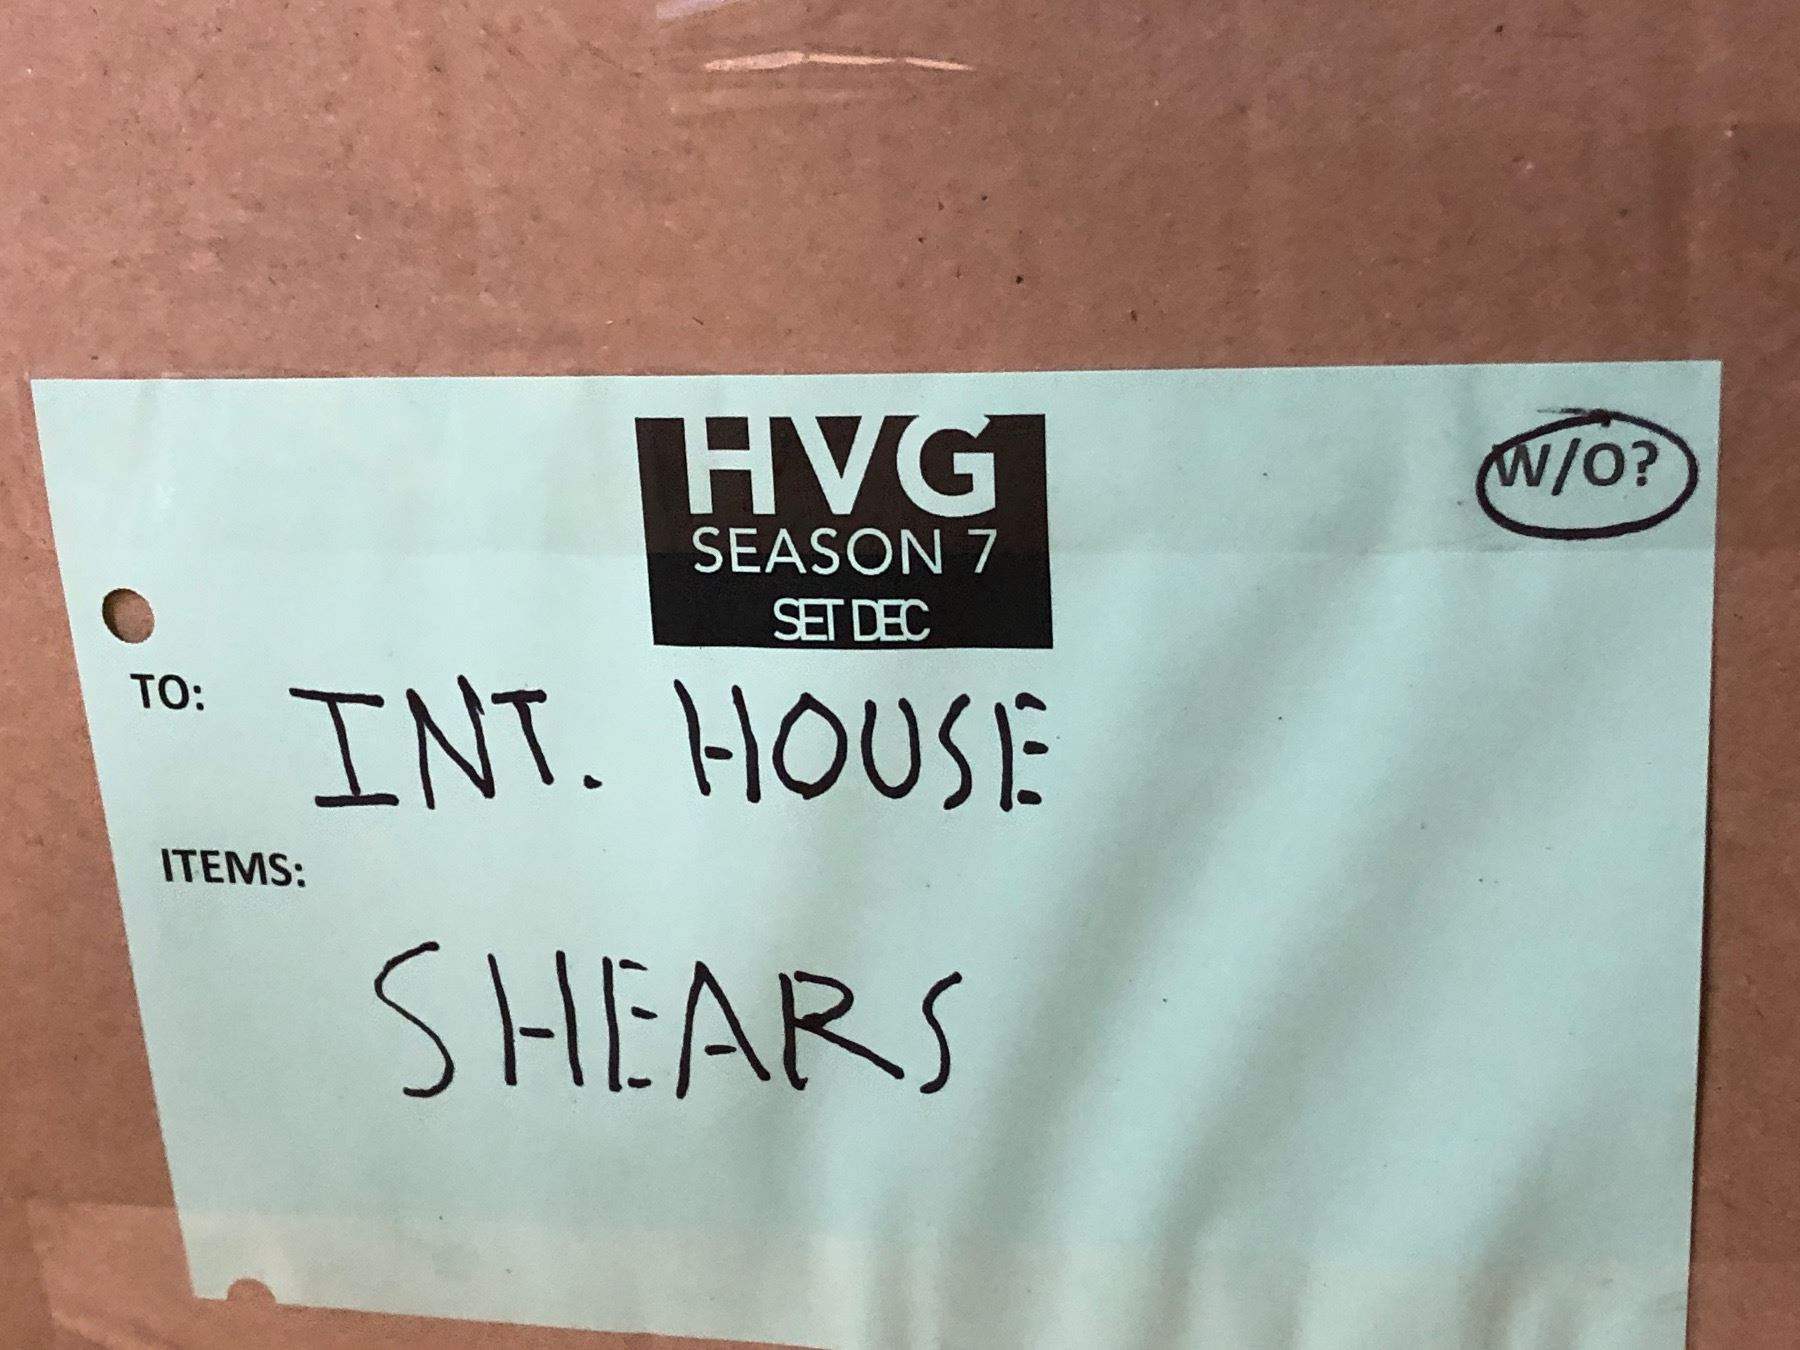 HVG
SEASON 7
SET DEC
W/O?
TO: INT. HOUSE
ITEMS:
SHEARS